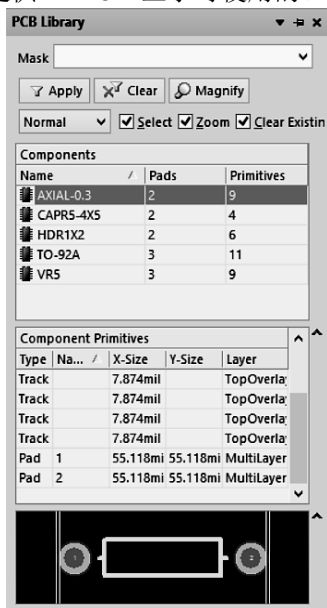 PCB Library
Mask
Apply Clear Magnify
Normal Select Zoom Clear Existin
Components
Name Pads Primitives
AXIAL-0.3 2 9
CAPR5-4X5 2 4
HDR1X2 2 6
TO-92A 3 11
VR5 3 9
Component Primitives
Type Na... X-Size Y-Size Layer
Track 7.874mil TopOverla
Track 7.874mil TopOverla
Track 7.874mil TopOverla
Track 7.874mil TopOverla
Pad 1 55.118mi 55.118mi MultiLayer
Pad 2 55.118mi 55.118mi MultiLayer